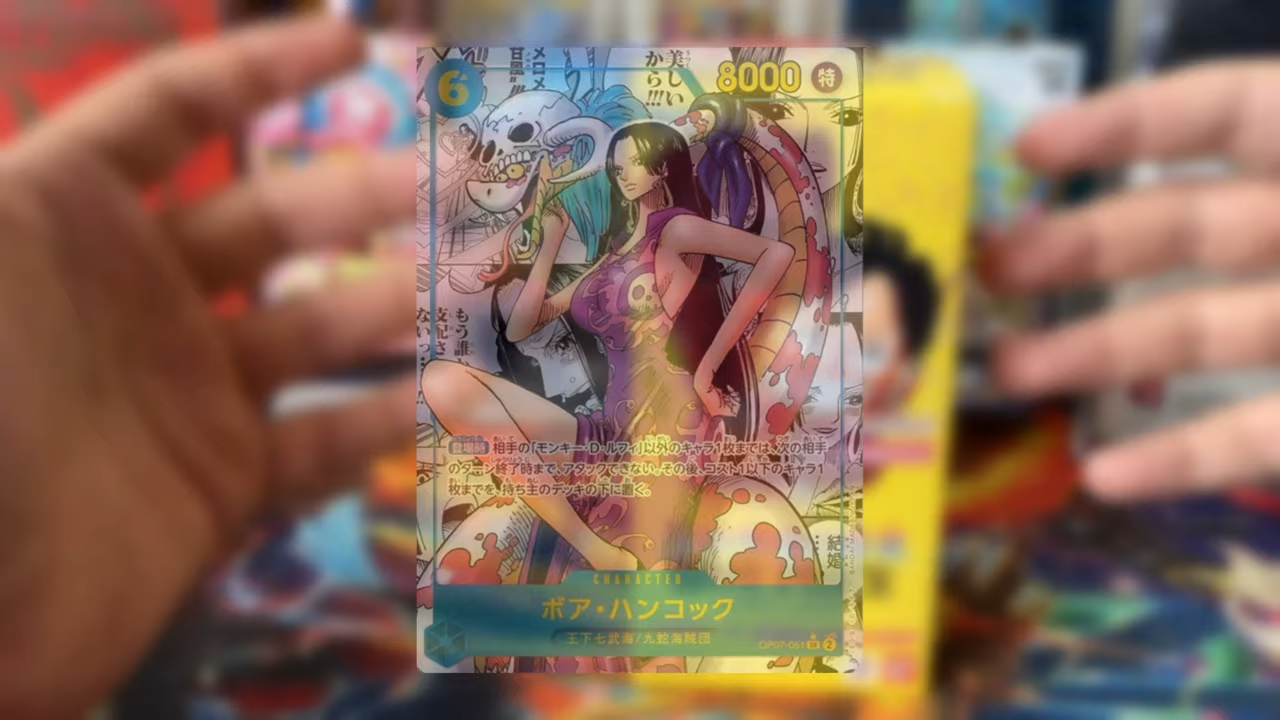 6
8000 特
美しい
から!!!
もう誰
支配さ
ない
登場時 相手の「モンキー・D・ルフィ」以外のキャラ1枚までは、次の相手
のターン終了時まで、アタックできない。その後、コスト1以下のキャラ1
枚までを、持ち主のデッキの下に置く。
結婚
CHARACTER
ボア・ハンコック
王下七武海/九蛇海賊団
OP07-051 SR 2